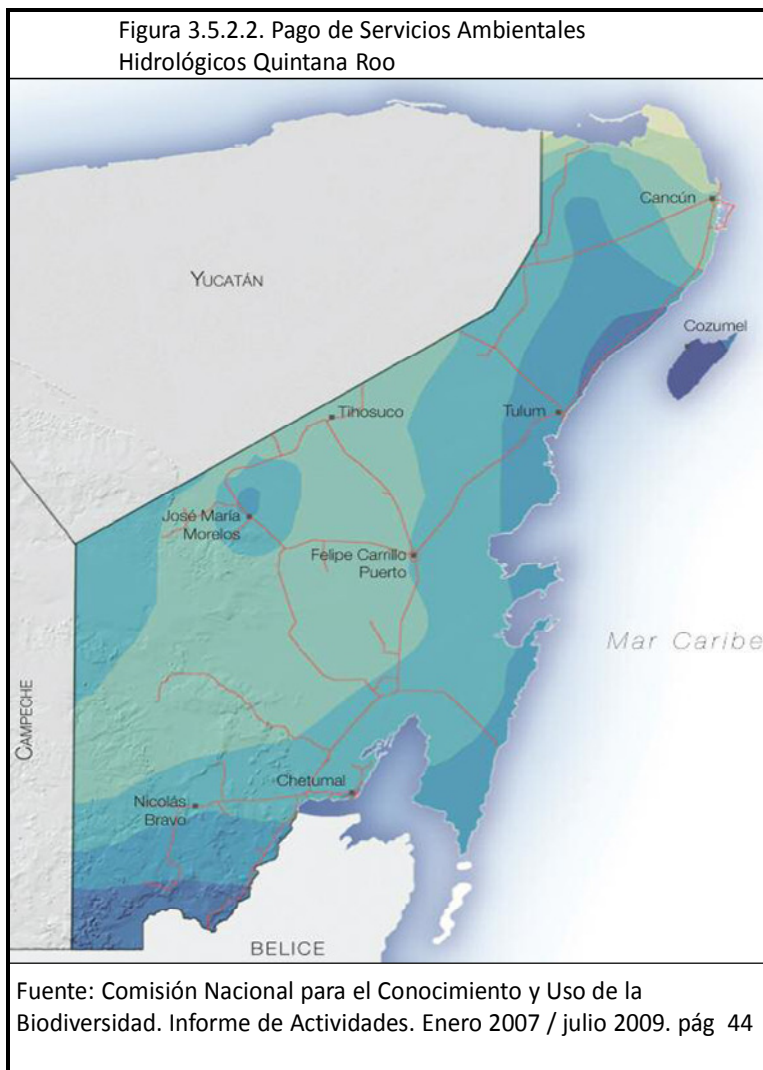 Figura 3.5.2.2. Pago de Servicios Ambientales
Hidrológicos Quintana Roo
Cancún
YUCATÁN
Cozumel
Tihosuco
Tulum
José María
Morelos
Felipe Carrillo
Puerto
Mar Caribe
CAMPECHE
Chetumal
Nicolás
Bravo
BELICE
Fuente: Comisión Nacional para el Conocimiento y Uso de la
Biodiversidad. Informe de Actividades. Enero 2007 / julio 2009. pág 44